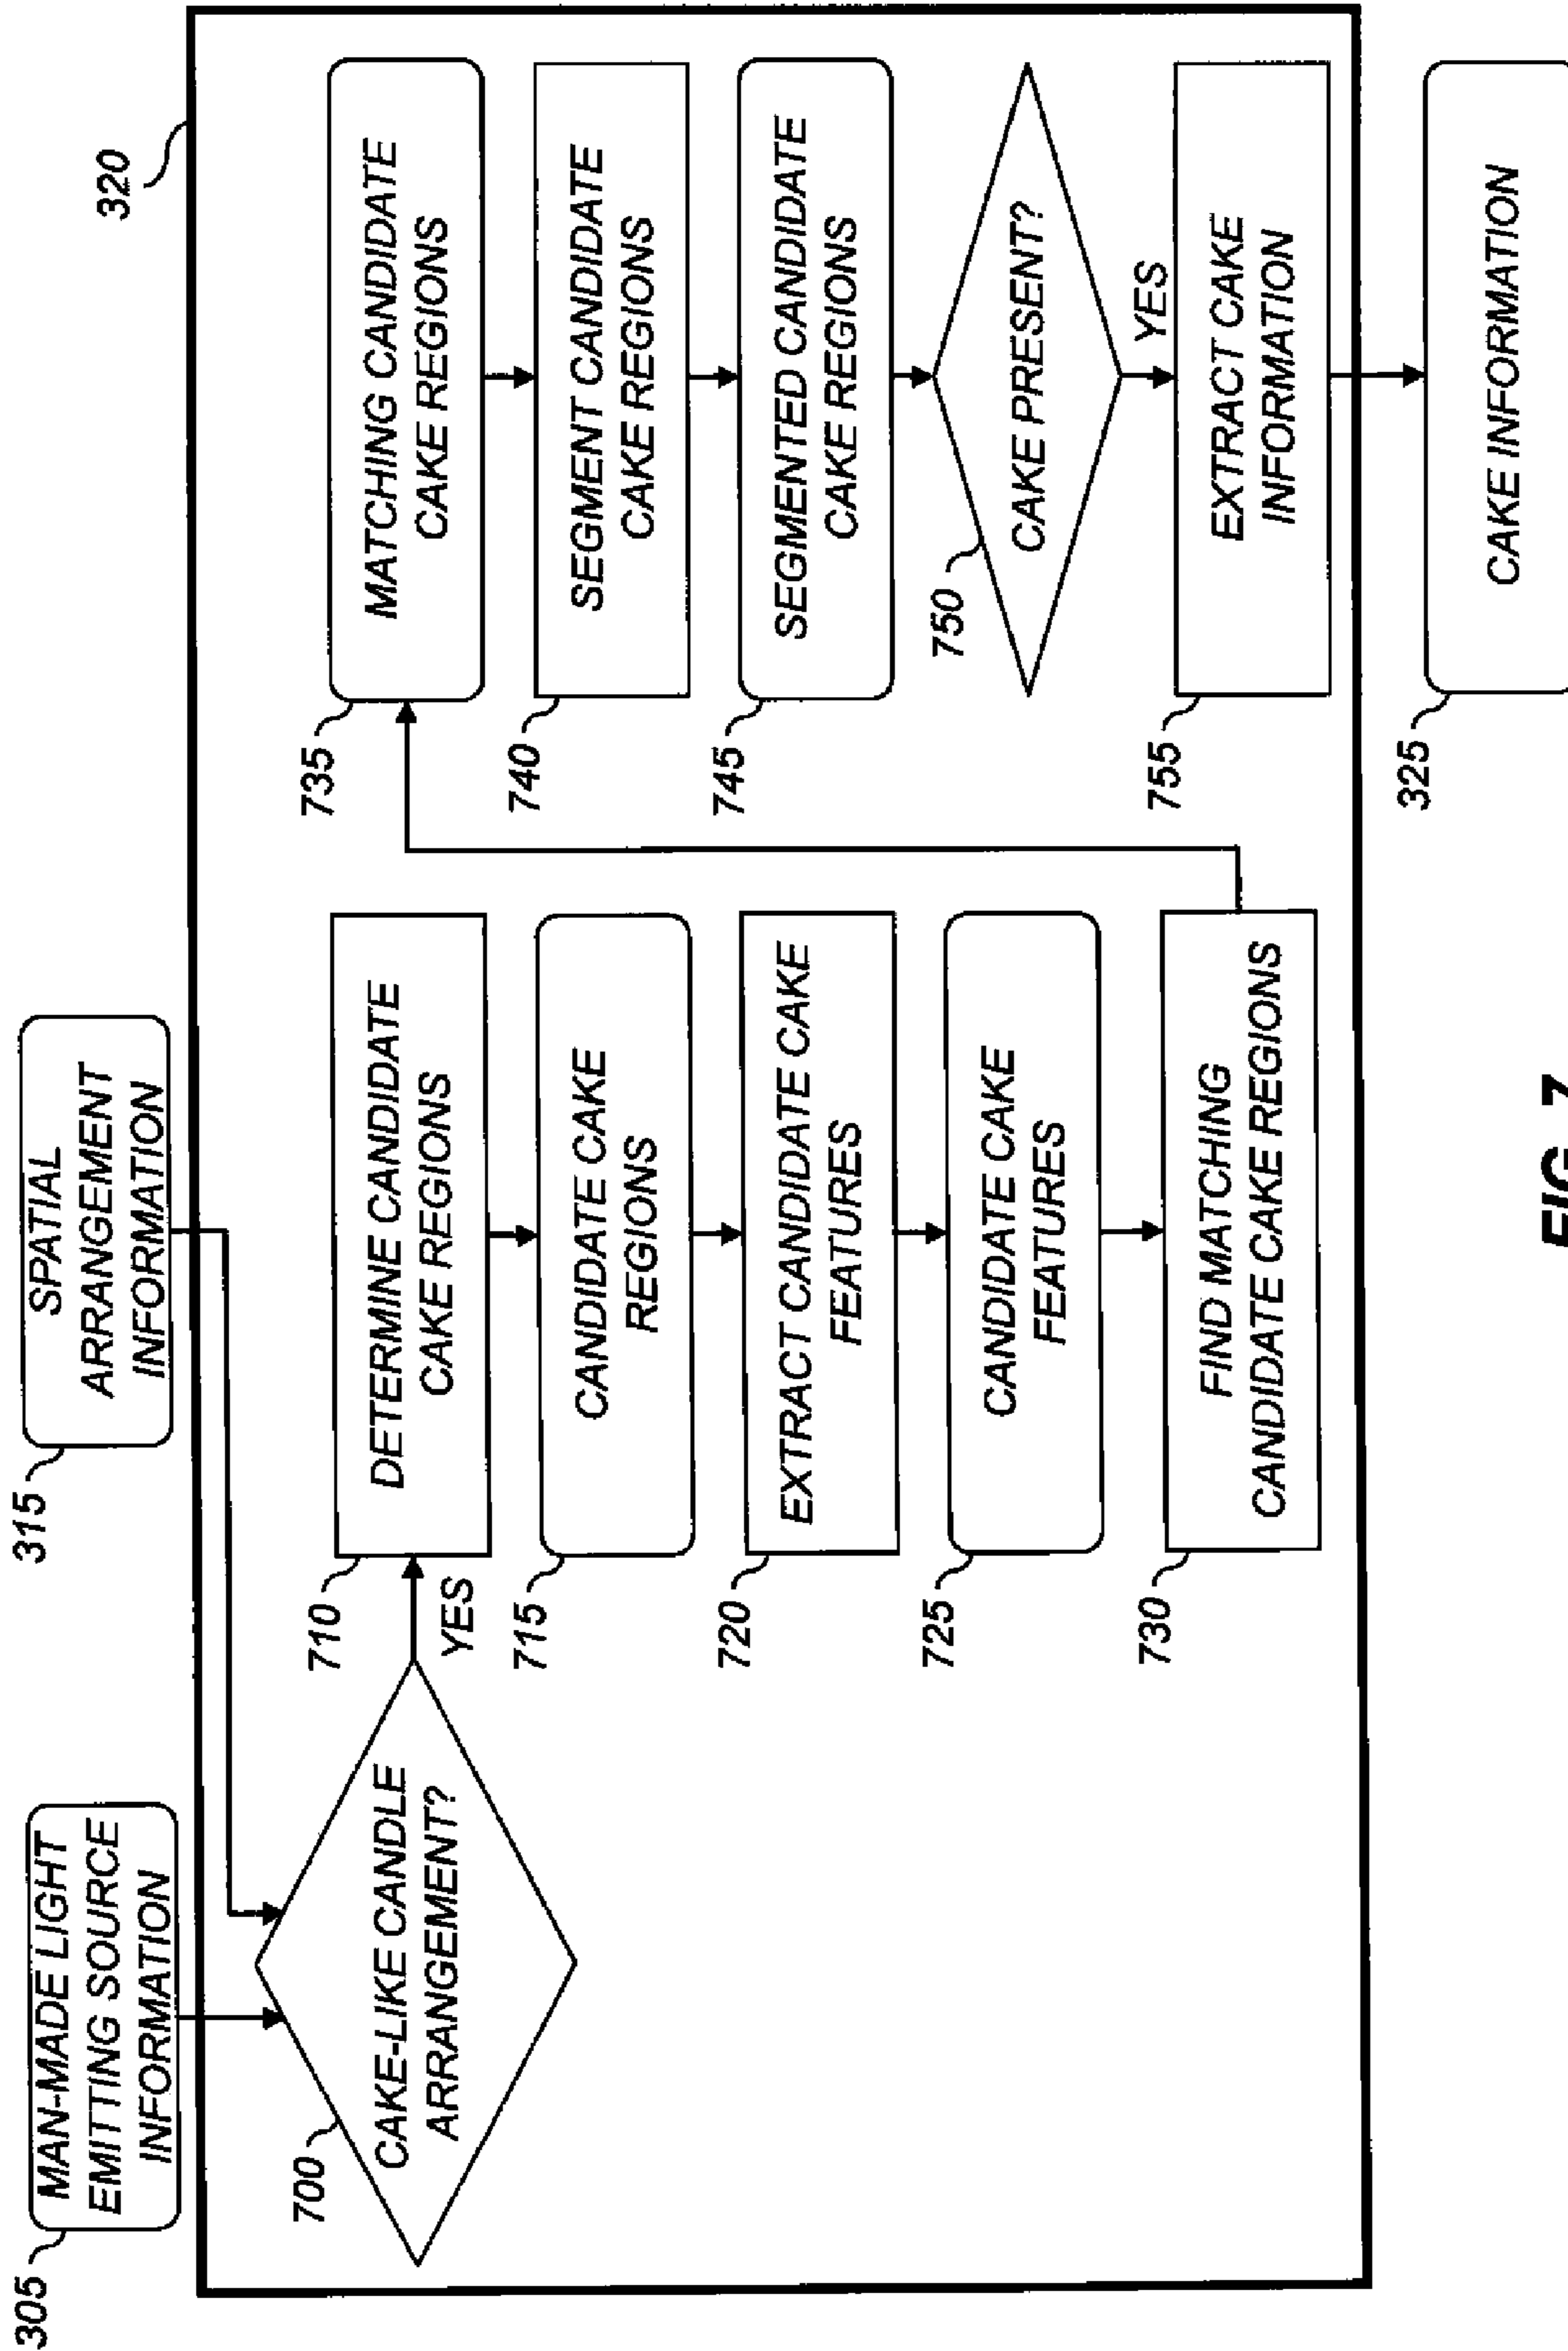 305
MAN-MADE LIGHT
EMITTING SOURCE
INFORMATION
315
SPATIAL
ARRANGEMENT
INFORMATION
320
700
CAKE-LIKE CANDLE
ARRANGEMENT?
YES
710
DETERMINE CANDIDATE
CAKE REGIONS
715
CANDIDATE CAKE
REGIONS
720
EXTRACT CANDIDATE CAKE
FEATURES
725
CANDIDATE CAKE
FEATURES
730
FIND MATCHING
CANDIDATE CAKE REGIONS
735
MATCHING CANDIDATE
CAKE REGIONS
740
SEGMENT CANDIDATE
CAKE REGIONS
745
SEGMENTED CANDIDATE
CAKE REGIONS
750
CAKE PRESENT?
YES
755
EXTRACT CAKE
INFORMATION
325
CAKE INFORMATION
FIG. 7